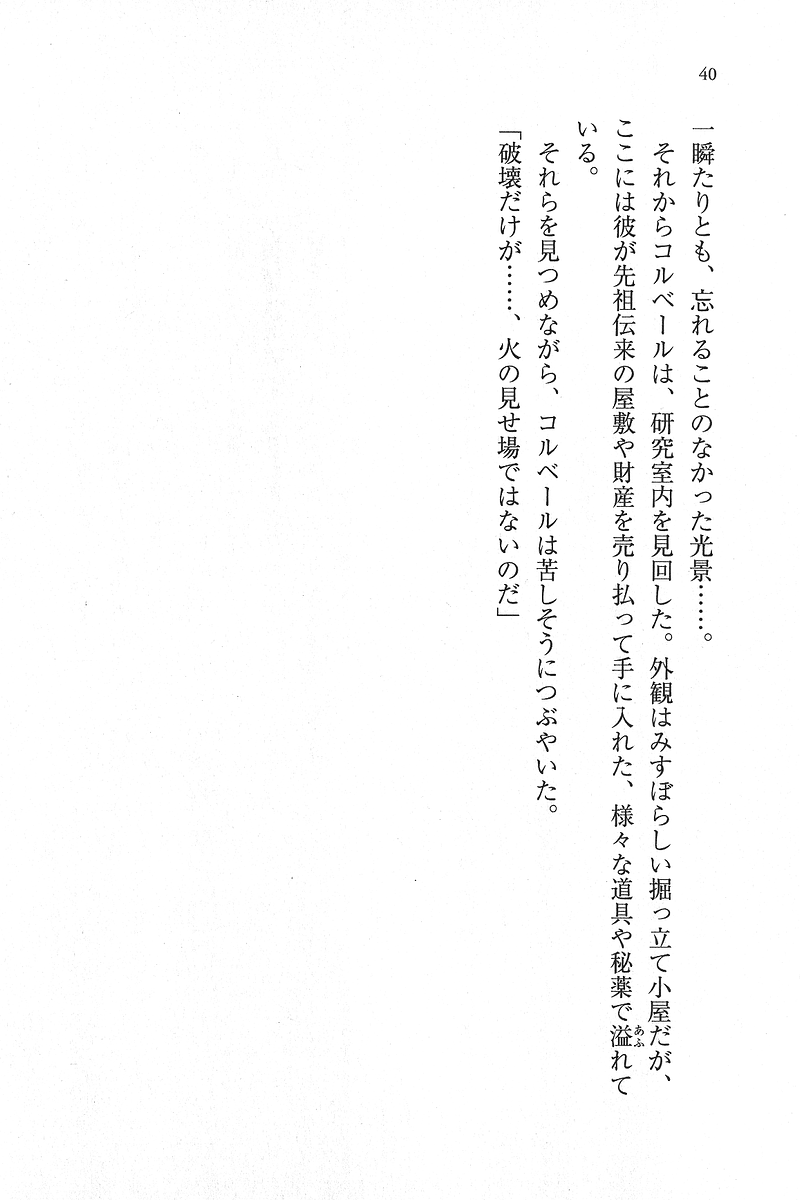 40
一瞬たりとも、忘れることのなかった光景……。
　それからコルベールは、研究室内を見回した。外観はみすぼらしい掘っ立て小屋だが、
ここには彼が先祖伝来の屋敷や財産を売り払って手に入れた、様々な道具や秘薬で溢れて
あふ
いる。
　それらを見つめながら、コルベールは苦しそうにつぶやいた。
「破壊だけが……、火の見せ場ではないのだ」